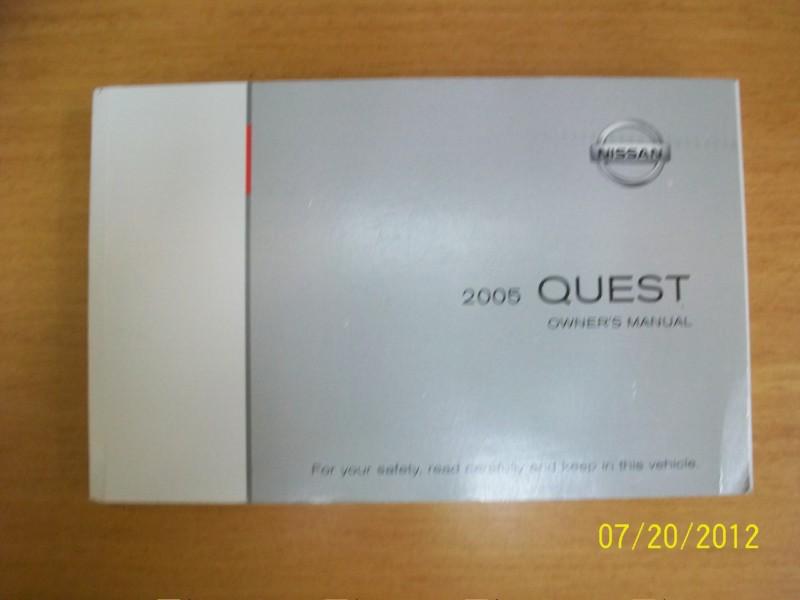 NISSAN
2005 QUEST
OWNER'S MANUAL
For your safety, read carefully and keep in this vehicle.
07/20/2012